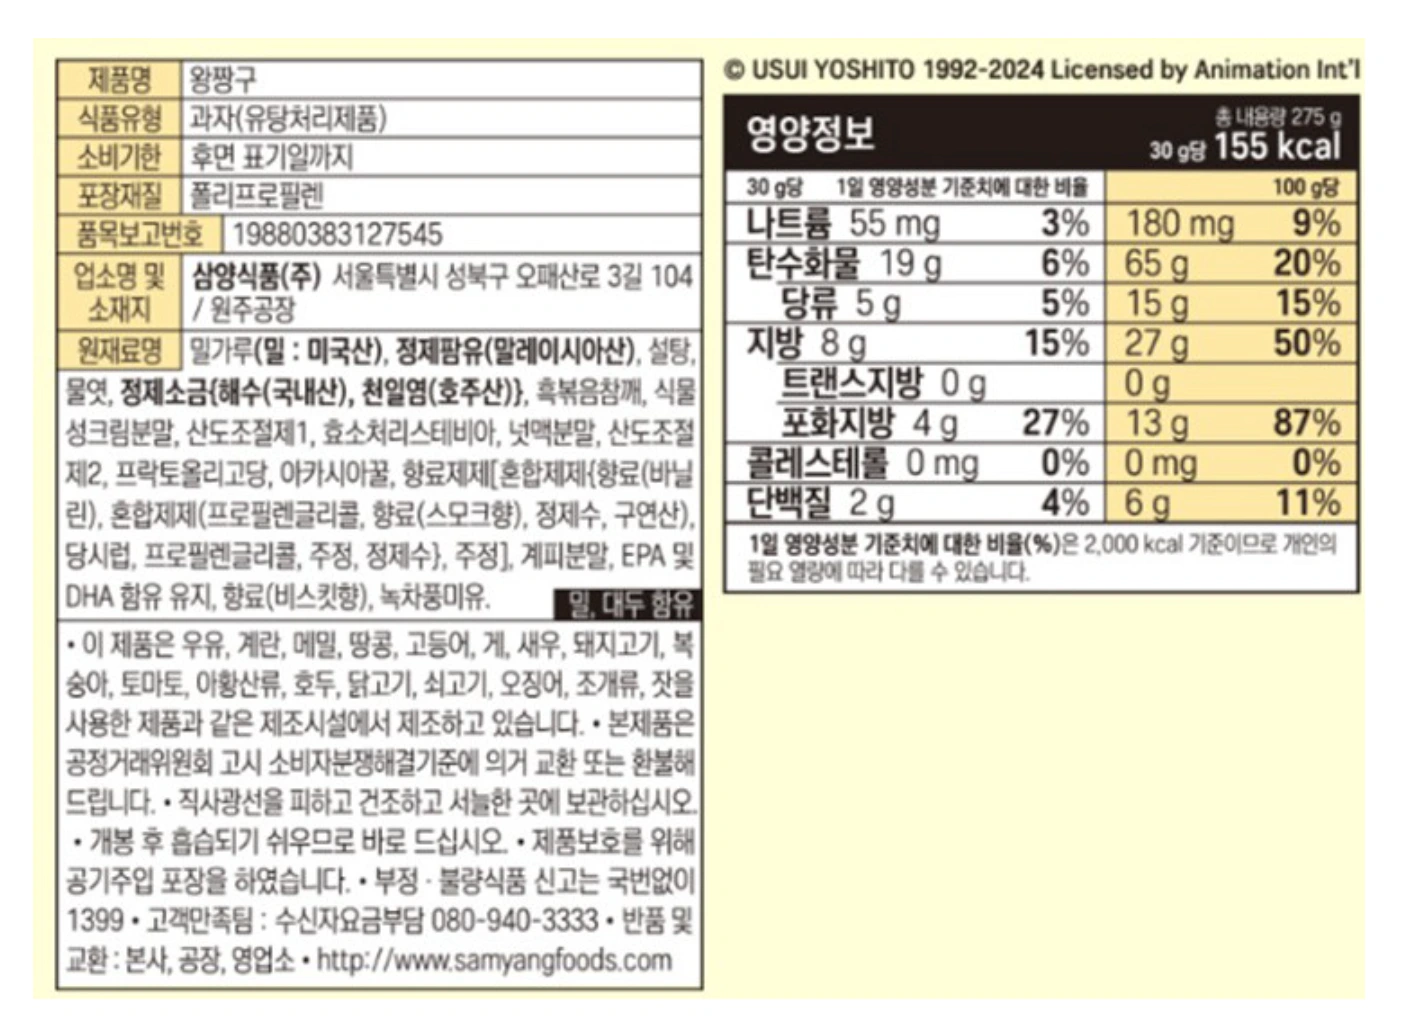 제품명 왕짱구
식품유형 과자(유탕처리제품)
소비기한 후면 표기일까지
포장재질 폴리프로필렌
품목보고번호 19880383127545
업소명 및 소재지 삼양식품(주) 서울특별시 성북구 오패산로 3길 104
/ 원주공장
원재료명 밀가루(밀 : 미국산), 정제팜유(말레이시아산), 설탕,
물엿, 정제소금{해수(국내산), 천일염(호주산)}, 흑볶음참깨, 식물
성크림분말, 산도조절제1, 효소처리스테비아, 넛맥분말, 산도조절
제2, 프락토올리고당, 아카시아꿀, 향료제제[혼합제제{향료(바닐
린), 혼합제제(프로필렌글리콜, 향료(스모크향), 정제수, 구연산),
당시럽, 프로필렌글리콜, 주정, 정제수}, 주정], 계피분말, EPA 및
DHA 함유 유지, 향료(비스킷향), 녹차풍미유.
밀, 대두 함유
• 이 제품은 우유, 계란, 메밀, 땅콩, 고등어, 게, 새우, 돼지고기, 복
숭아, 토마토, 아황산류, 호두, 닭고기, 쇠고기, 오징어, 조개류, 잣을
사용한 제품과 같은 제조시설에서 제조하고 있습니다. • 본제품은
공정거래위원회 고시 소비자분쟁해결기준에 의거 교환 또는 환불해
드립니다. • 직사광선을 피하고 건조하고 서늘한 곳에 보관하십시오.
• 개봉 후 흡습되기 쉬우므로 바로 드십시오. • 제품보호를 위해
공기주입 포장을 하였습니다. • 부정 · 불량식품 신고는 국번없이
1399 • 고객만족팀 : 수신자요금부담 080-940-3333 • 반품 및
교환 : 본사, 공장, 영업소 • http://www.samyangfoods.com
© USUI YOSHITO 1992-2024 Licensed by Animation Int'l
영양정보
총 내용량 275 g
30 g당 155 kcal
30 g당 1일 영양성분 기준치에 대한 비율 100 g당
나트륨 55 mg 3% 180 mg 9%
탄수화물 19 g 6% 65 g 20%
당류 5 g 5% 15 g 15%
지방 8 g 15% 27 g 50%
트랜스지방 0 g 0 g
포화지방 4 g 27% 13 g 87%
콜레스테롤 0 mg 0% 0 mg 0%
단백질 2 g 4% 6 g 11%
1일 영양성분 기준치에 대한 비율(%)은 2,000 kcal 기준이므로 개인의
필요 열량에 따라 다를 수 있습니다.